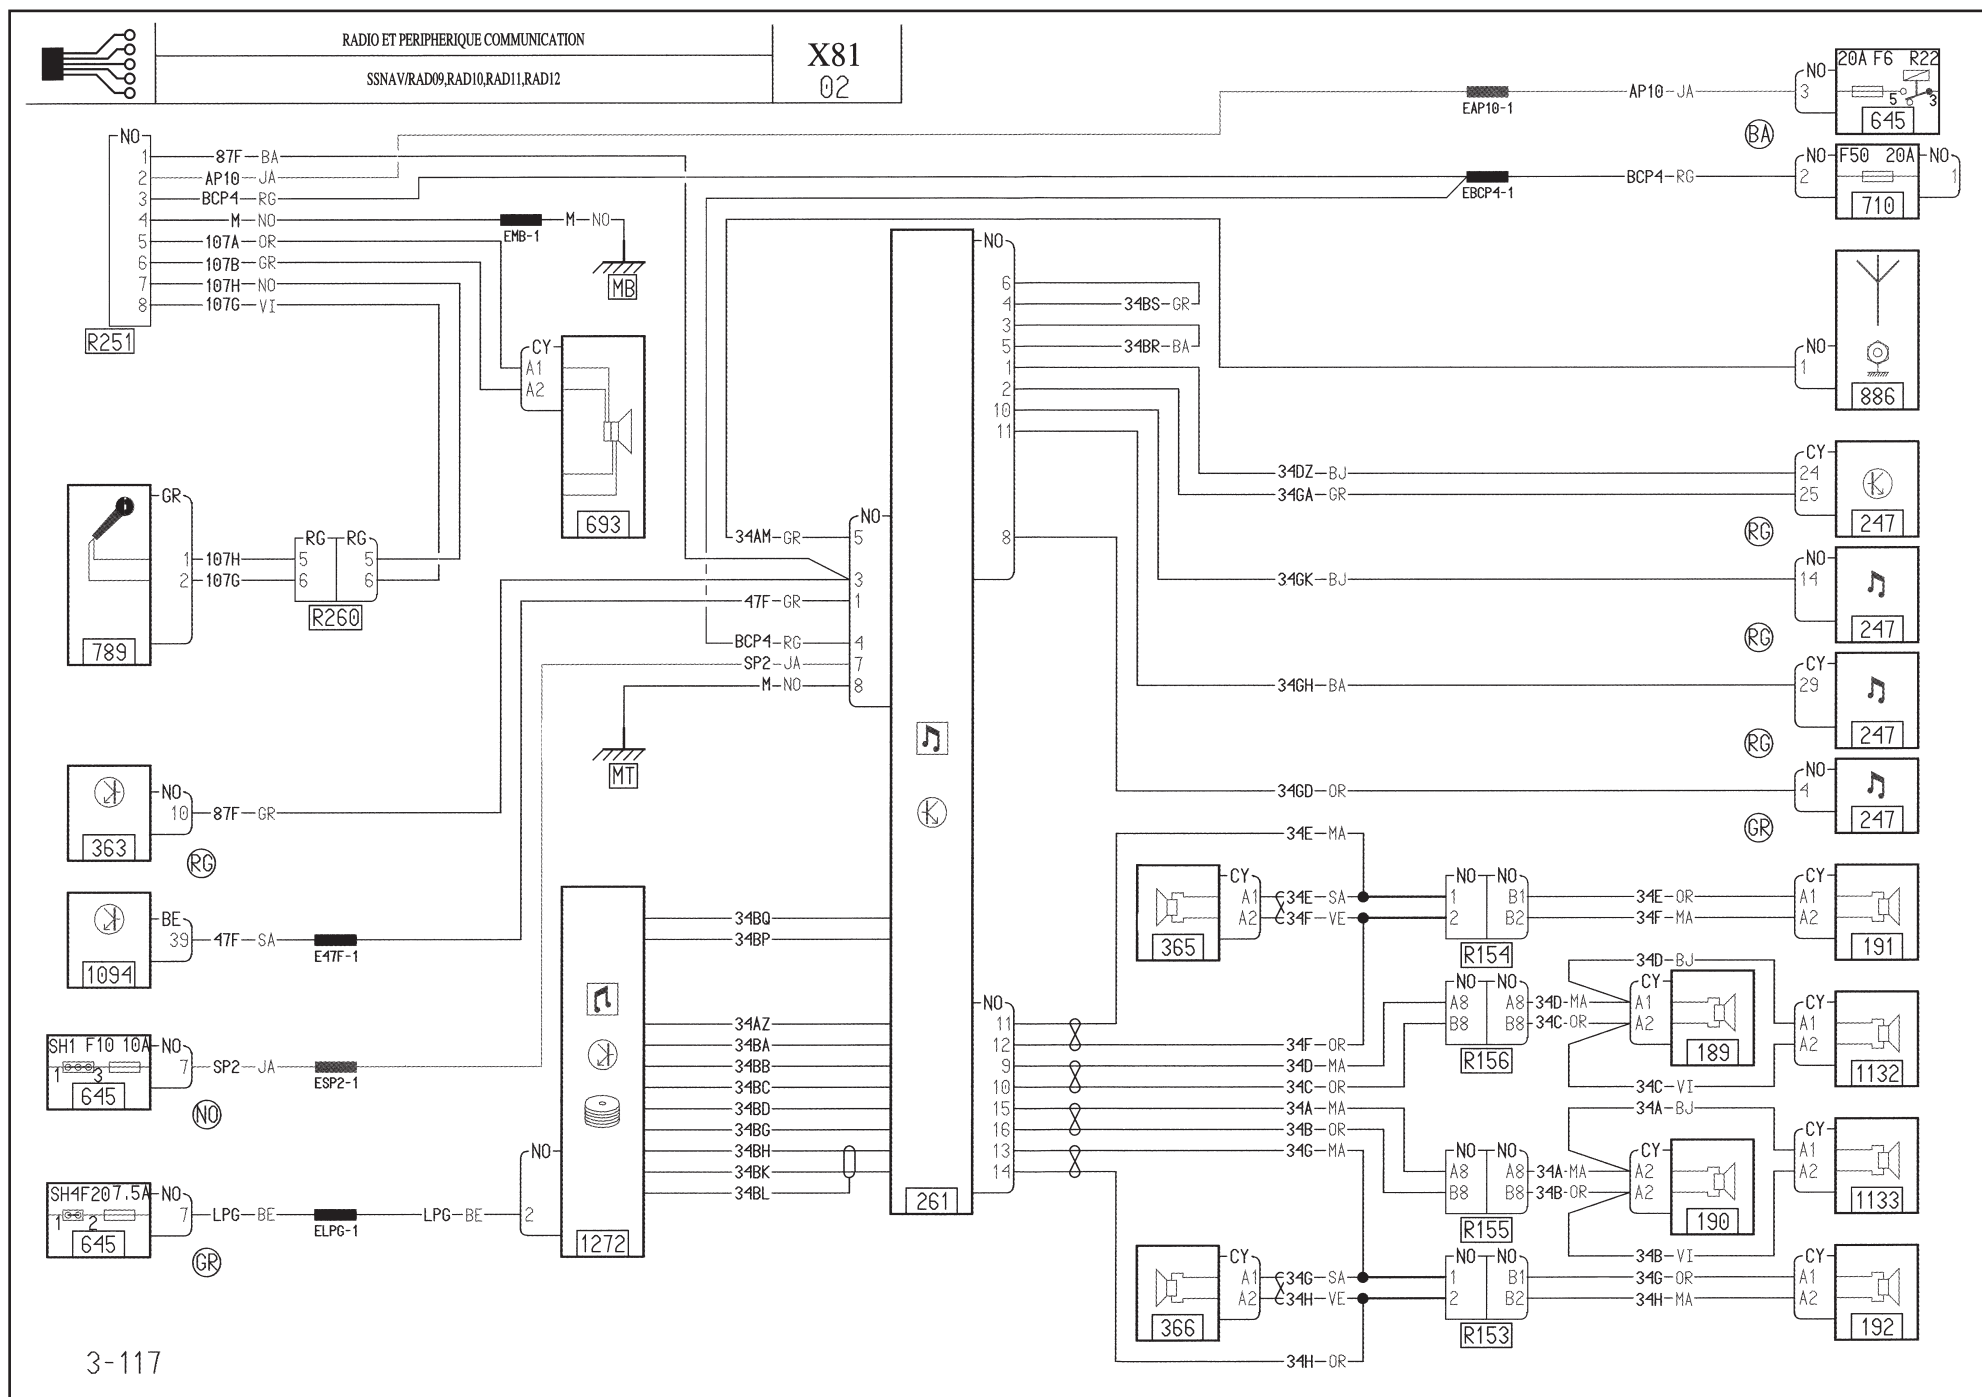 RADIO ET PERIPHERIQUE COMMUNICATION
SSNAV/RAD09,RAD10,RAD11,RAD12
X81
02
NO
1 87F-BA
2 AP10-JA
3 BCP4-RG
4 M-NO EMB-1 M-NO
MB
5 107A-OR
6 107B-GR
7 107H-NO
8 107G-VI
R251
CY
A1
A2
693
GR
1 107H
2 107G
789
RG RG
5 5
6 6
R260
NO
10 87F-GR
363
RG
BE
39 47F-SA
E47F-1
1094
SH1 F10 10A NO
1 3
7 SP2-JA
ESP2-1
645
NO
SH4F20 7.5A NO
1 2
7 LPG-BE
ELPG-1
LPG-BE
645
GR
NO
2
1272
34BQ
34BP
34AZ
34BA
34BB
34BC
34BD
34BG
34BH
34BK
34BL
NO
34AM-GR 5
3
47F-GR 1
BCP4-RG 4
SP2-JA 7
M-NO 8
MT
261
NO
6
4 34BS-GR
3
5 34BR-BA
1
2
10
11
8
34DZ-BJ
34GA-GR
34GK-BJ
34GH-BA
34GD-OR
EAP10-1
AP10-JA
NO
3
20A F6 R22
5 3
645
BA
EBCP4-1
BCP4-RG
NO
2
F50 20A
NO
1
710
NO
1
886
CY
24
25
247
RG
NO
14
247
RG
CY
29
247
RG
NO
4
247
GR
NO
11
12
9
10
15
16
13
14
34E-MA
34F-OR
34D-MA
34C-OR
34A-MA
34B-OR
34G-MA
34H-OR
CY
A1 34E-SA
A2 34F-VE
365
NO NO
1 B1
2 B2
R154
34E-OR
34F-MA
CY
A1
A2
191
NO NO
A8 A8 34D-MA
B8 B8 34C-OR
R156
34D-BJ
CY
A1
A2
189
34C-VI
CY
A1
A2
1132
NO NO
A8 A8 34A-MA
B8 B8 34B-OR
R155
34A-BJ
CY
A2
A2
190
34B-VI
CY
A1
A2
1133
CY
A1 34G-SA
A2 34H-VE
366
NO NO
1 B1
2 B2
R153
34G-OR
34H-MA
CY
A1
A2
192
3-117